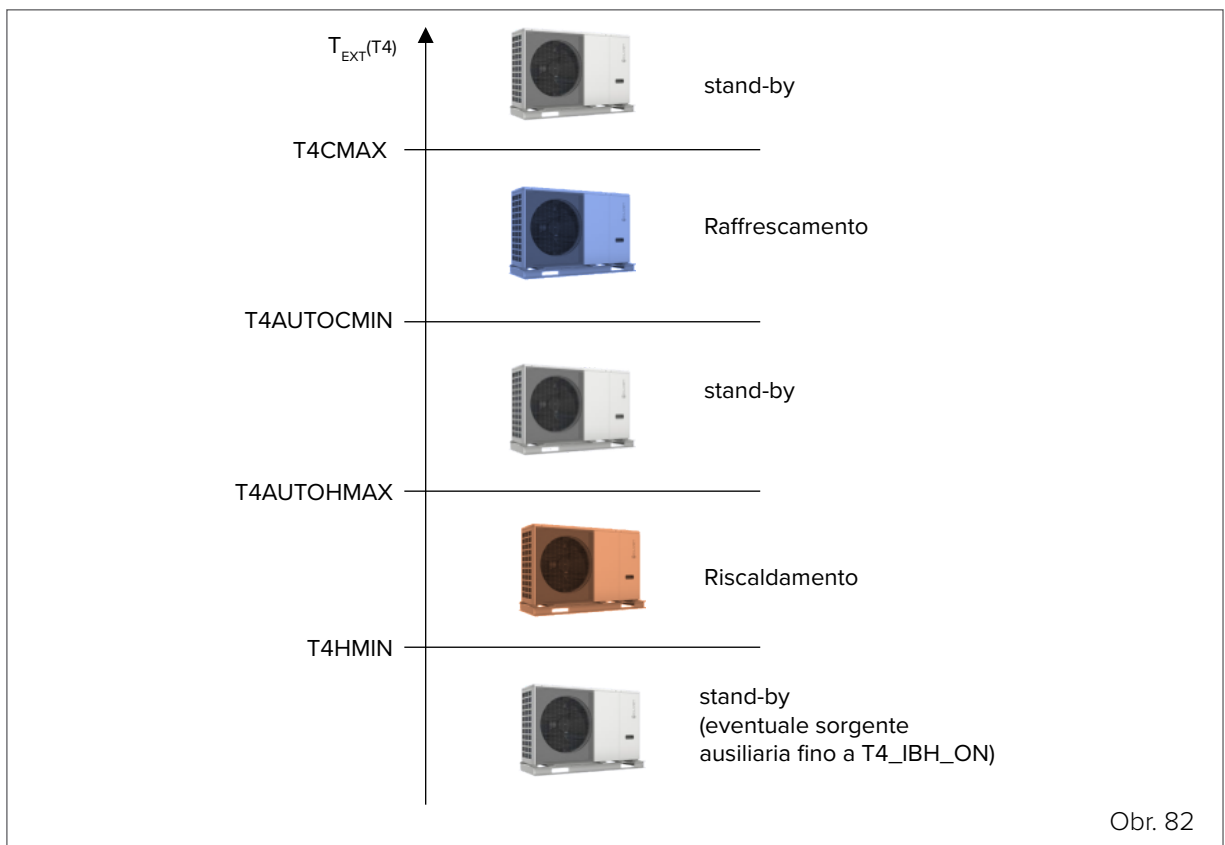 T_EXT(T4)
stand-by
T4CMAX
Raffrescamento
T4AUTOCMIN
stand-by
T4AUTOHMAX
Riscaldamento
T4HMIN
stand-by
(eventuale sorgente
ausiliaria fino a T4_IBH_ON)
Obr. 82